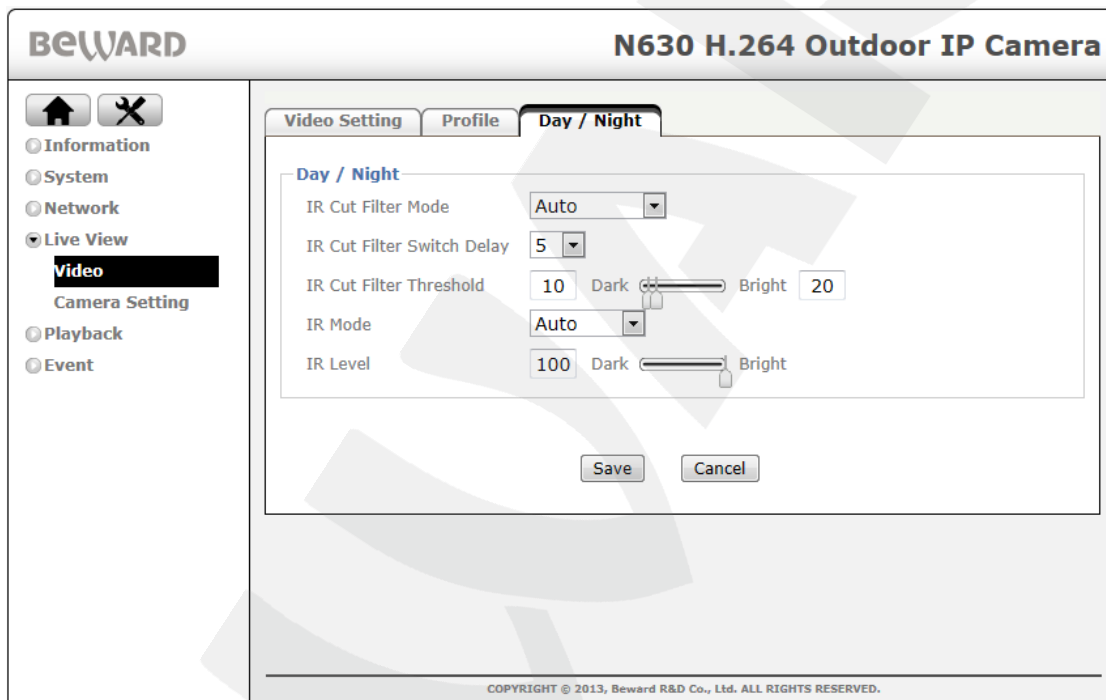 BEWARD
N630 H.264 Outdoor IP Camera
Information
System
Network
Live View
Video
Camera Setting
Playback
Event
Video Setting Profile Day / Night
Day / Night
IR Cut Filter Mode Auto
IR Cut Filter Switch Delay 5
IR Cut Filter Threshold 10 Dark Bright 20
IR Mode Auto
IR Level 100 Dark Bright
Save Cancel
COPYRIGHT © 2013, Beward R&D Co., Ltd. ALL RIGHTS RESERVED.